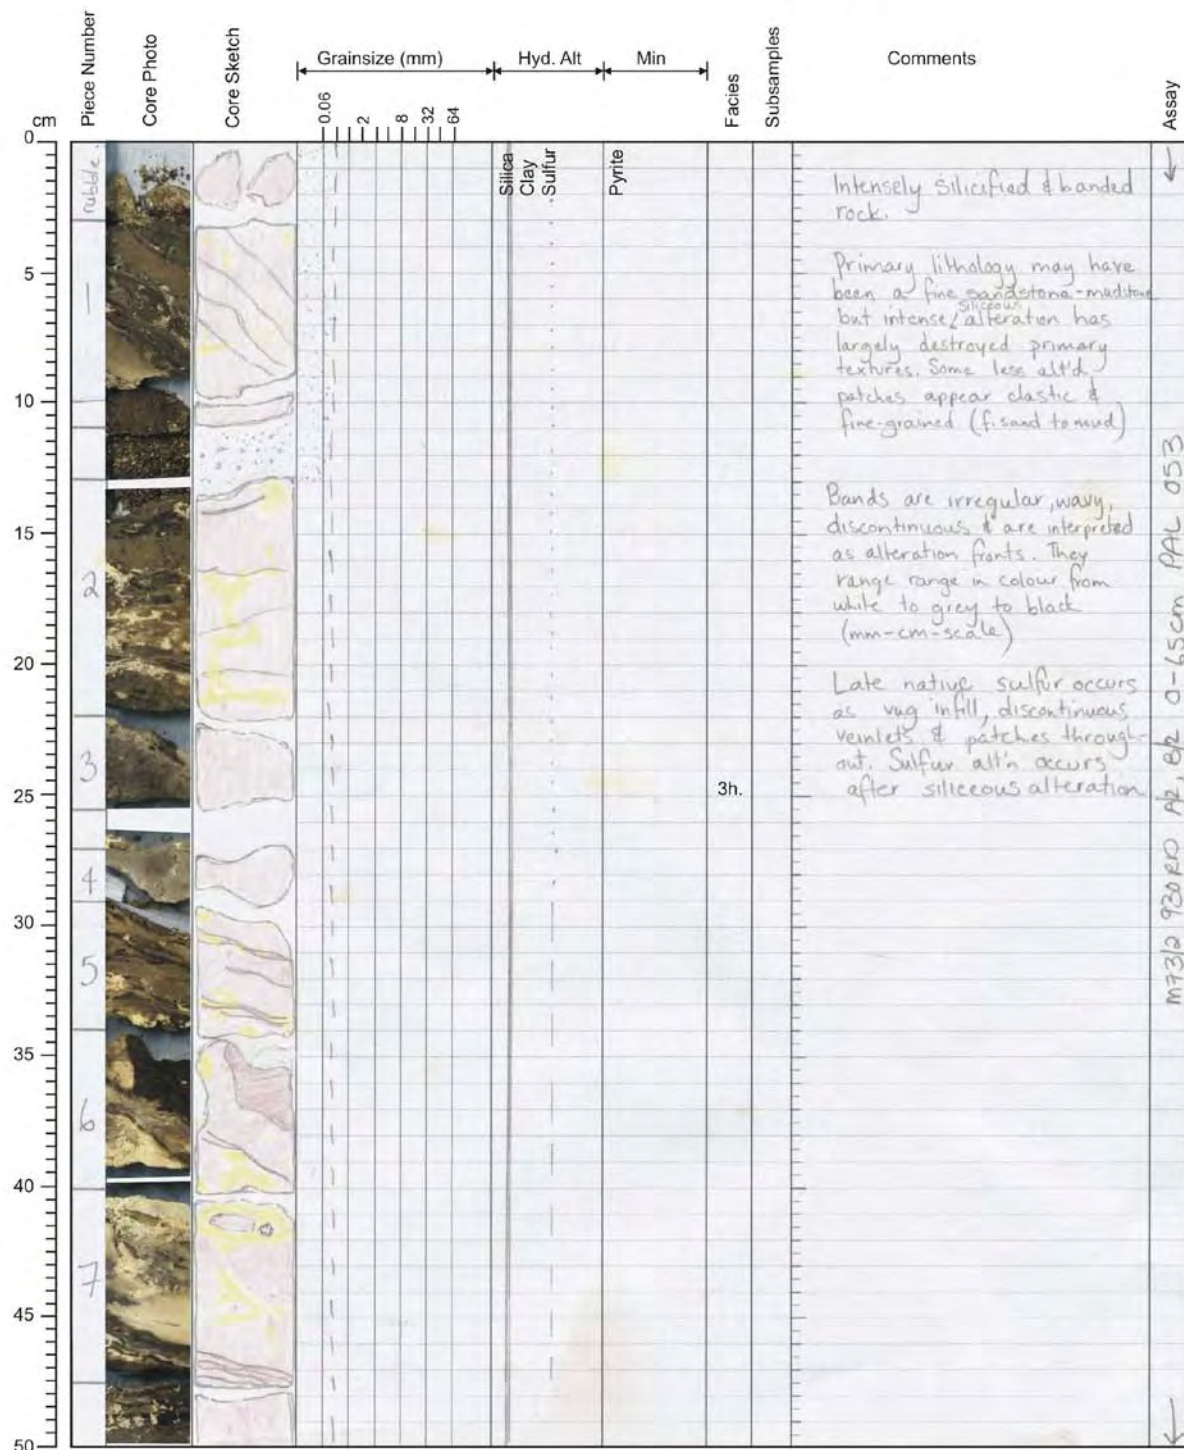 Piece Number
Core Photo
Core Sketch
Grainsize (mm)
Hyd. Alt
Min
Facies
Subsamples
Comments
Assay
cm
0.06
2
8
32
64
Silica
Clay
Sulfur
Pyrite
0
5
10
15
20
25
30
35
40
45
50
rubble.
1
2
3
4
5
6
7
3h.
Intensely silicified & banded
rock.
Primary lithology may have
been a fine sandstone-mudstone
but intense siliceous alteration has
largely destroyed primary
textures. Some less alt'd
patches appear clastic &
fine-grained (f. sand to mud)
Bands are irregular, wavy,
discontinuous & are interpreted
as alteration fronts. They
range range in colour from
white to grey to black
(mm-cm-scale)
Late native sulfur occurs
as vug infill, discontinuous
veinlets & patches through-
out. Sulfur alt'n occurs
after siliceous alteration
M73/2 930RD A/2, B/2 0-65cm PAL 053